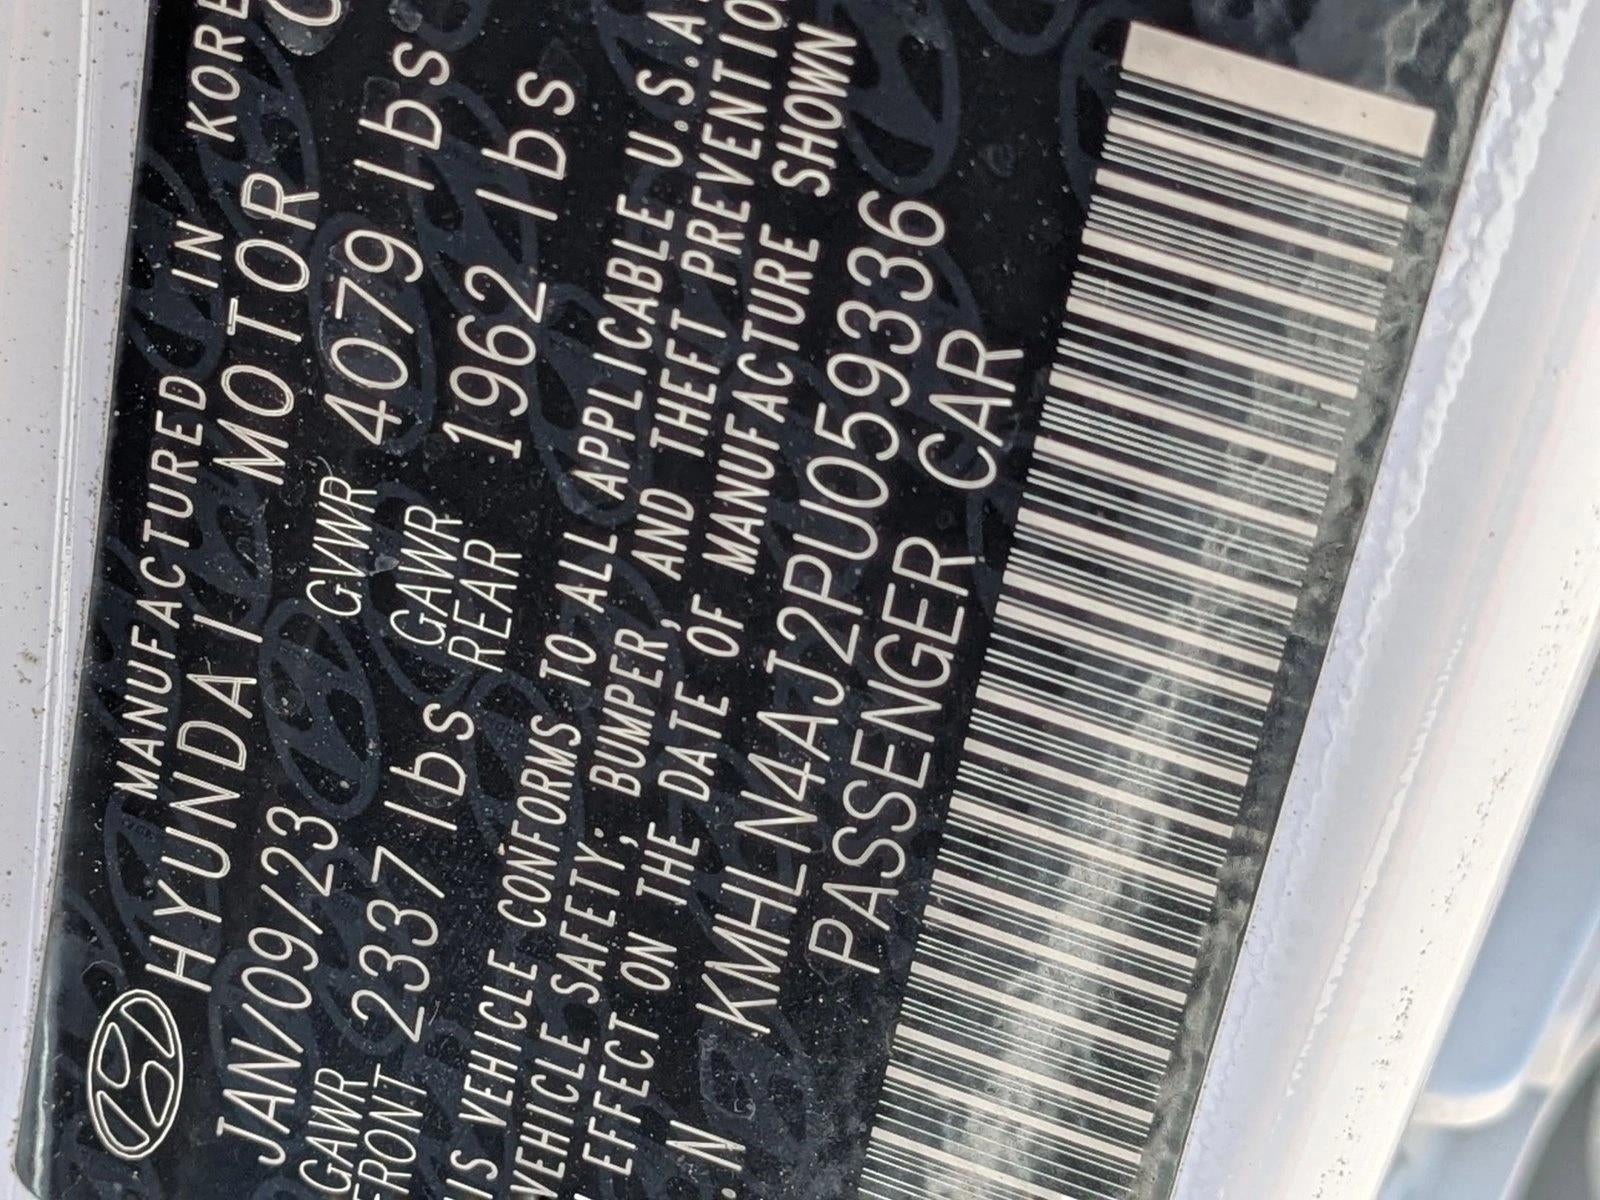 MANUFACTURED IN KORE
HYUNDAI MOTOR C
JAN/09/23 GVWR 4079 lbs
GAWR FRONT 2337 lbs GAWR REAR 1962 lbs
HIS VEHICLE CONFORMS TO ALL APPLICABLE U.S.A.
VEHICLE SAFETY, BUMPER, AND THEFT PREVENTIO
EFFECT ON THE DATE OF MANUFACTURE SHOWN
.N KMHLN4AJ2PU059336
PASSENGER CAR